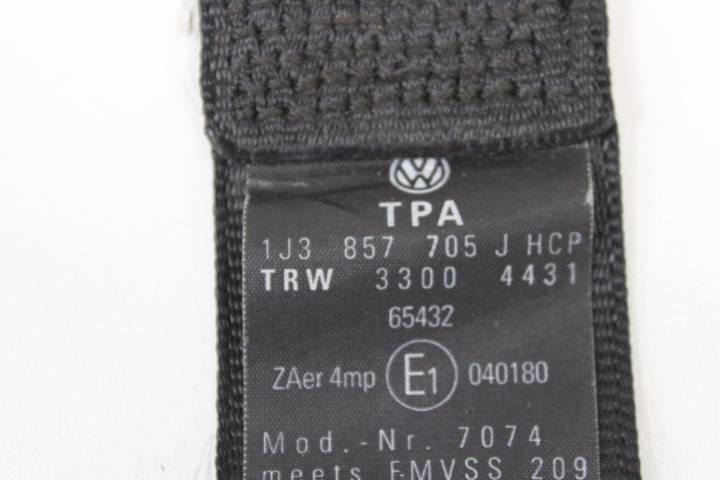 TPA
1J3 857 705 J HCP
TRW 3300 4431
65432
ZAer 4mp E1 040180
Mod.-Nr. 7074
meets FMVSS 209